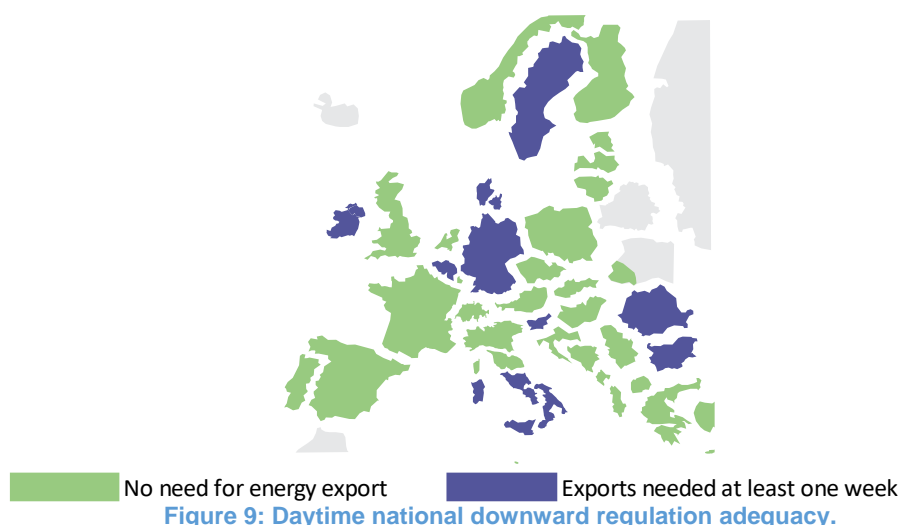 No need for energy export
Exports needed at least one week
Figure 9: Daytime national downward regulation adequacy.